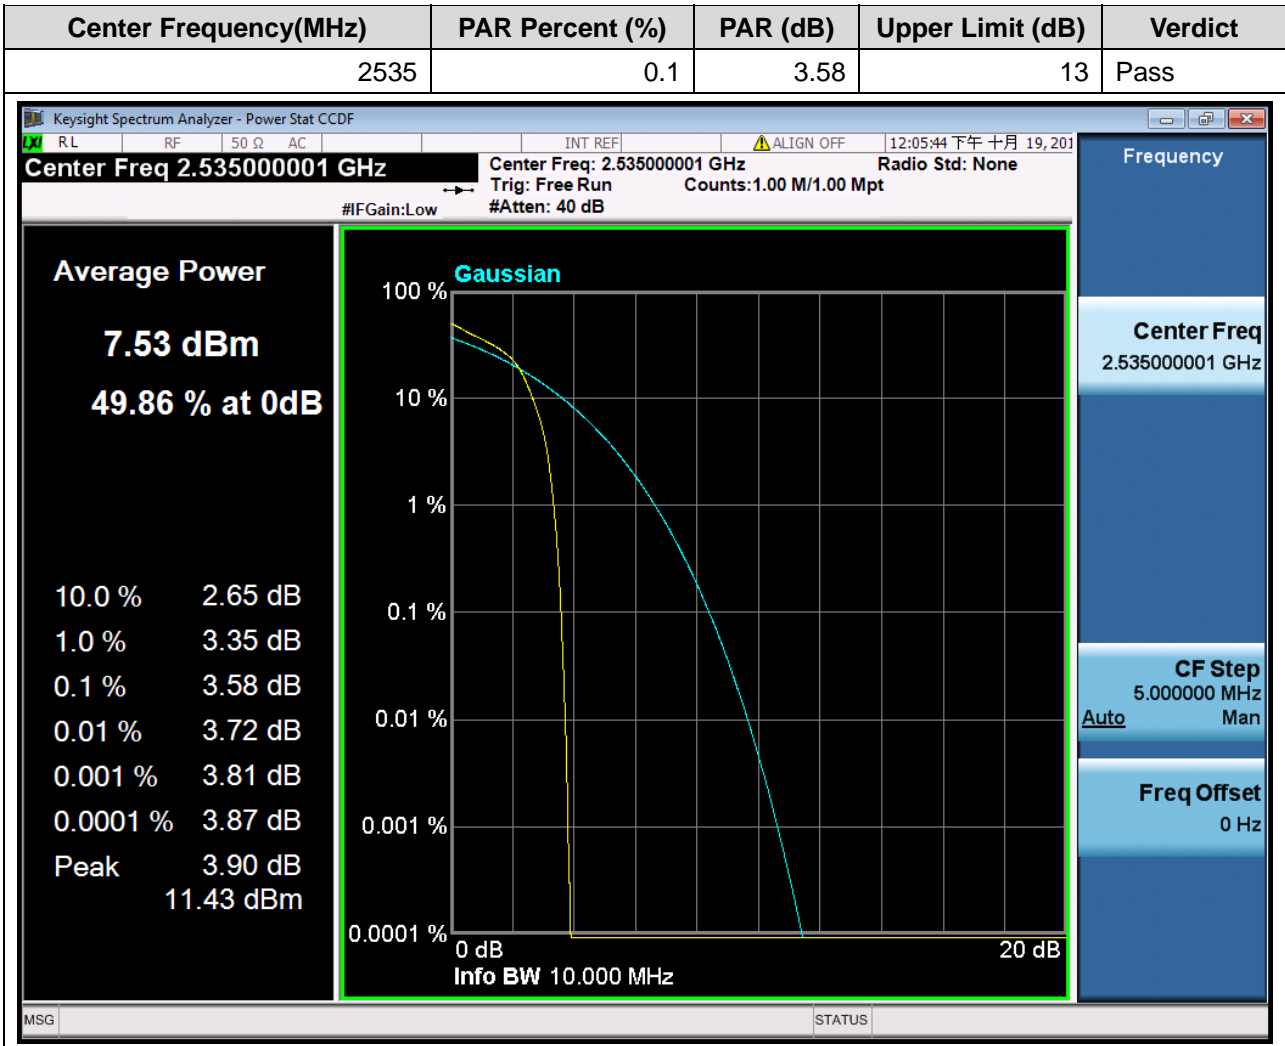 Center Frequency(MHz) PAR Percent (%) PAR (dB) Upper Limit (dB) Verdict
2535 0.1 3.58 13 Pass
Keysight Spectrum Analyzer - Power Stat CCDF
LXI RL RF 50 Ω AC INT REF ALIGN OFF 12:05:44 下午 十月 19, 201
Center Freq 2.535000001 GHz
Center Freq: 2.535000001 GHz Radio Std: None
Trig: Free Run Counts:1.00 M/1.00 Mpt
#IFGain:Low #Atten: 40 dB
Average Power
7.53 dBm
49.86 % at 0dB
10.0 % 2.65 dB
1.0 % 3.35 dB
0.1 % 3.58 dB
0.01 % 3.72 dB
0.001 % 3.81 dB
0.0001 % 3.87 dB
Peak 3.90 dB
11.43 dBm
Gaussian
100 %
10 %
1 %
0.1 %
0.01 %
0.001 %
0.0001 %
0 dB 20 dB
Info BW 10.000 MHz
Frequency
Center Freq
2.535000001 GHz
CF Step
5.000000 MHz
Auto Man
Freq Offset
0 Hz
MSG STATUS